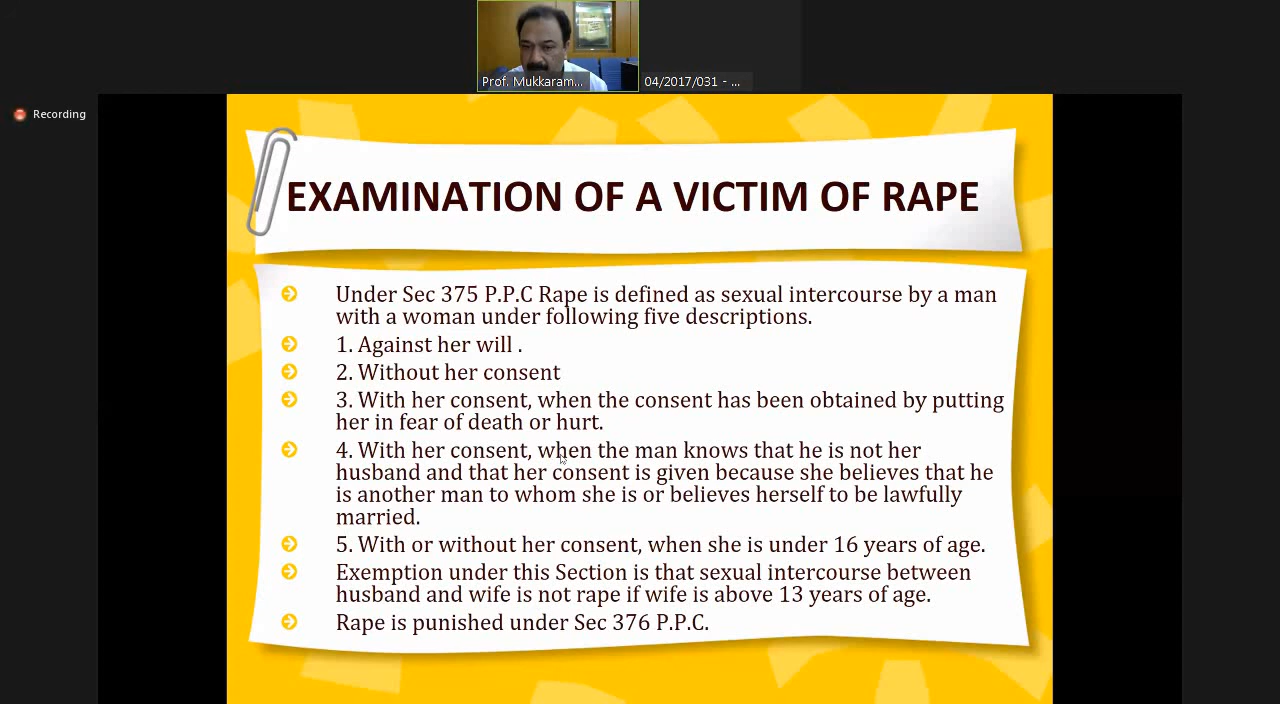 Prof. Mukkaram...
04/2017/031 - ...
Recording
EXAMINATION OF A VICTIM OF RAPE
Under Sec 375 P.P.C Rape is defined as sexual intercourse by a man
with a woman under following five descriptions.
1. Against her will .
2. Without her consent
3. With her consent, when the consent has been obtained by putting
her in fear of death or hurt.
4. With her consent, when the man knows that he is not her
husband and that her consent is given because she believes that he
is another man to whom she is or believes herself to be lawfully
married.
5. With or without her consent, when she is under 16 years of age.
Exemption under this Section is that sexual intercourse between
husband and wife is not rape if wife is above 13 years of age.
Rape is punished under Sec 376 P.P.C.